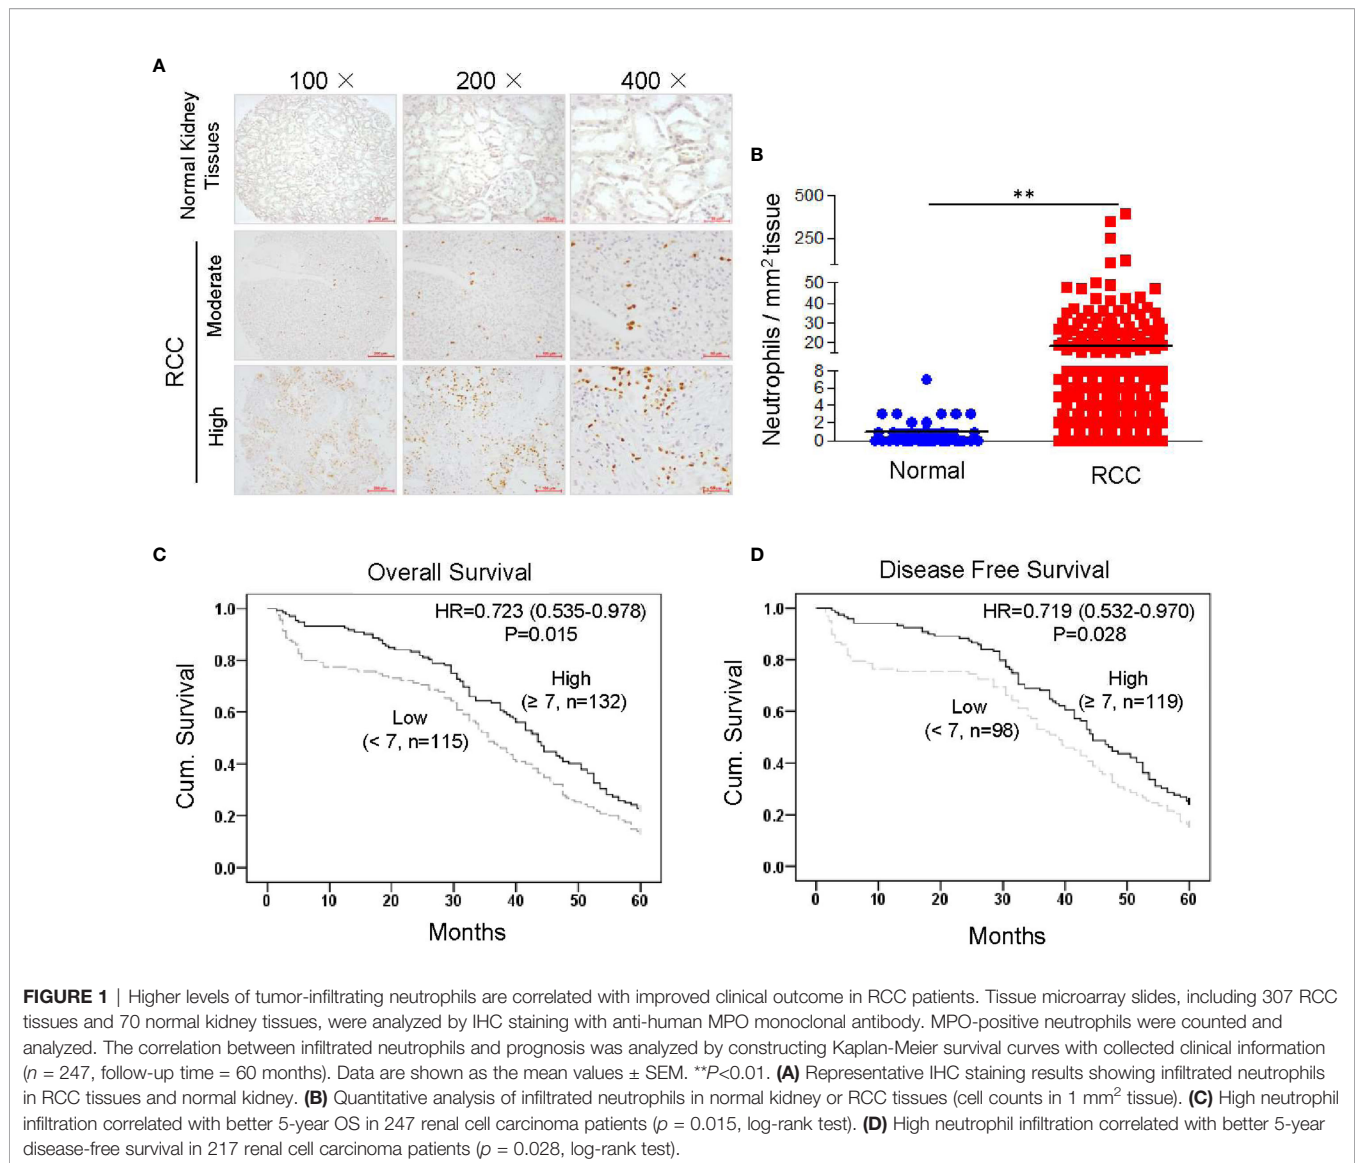 A
100 ×
200 ×
400 ×
Normal Kidney
Tissues
RCC
Moderate
High
B
Neutrophils / mm² tissue
500
250
50
40
30
20
8
6
4
2
0
**
Normal
RCC
C
Overall Survival
HR=0.723 (0.535-0.978)
P=0.015
High
(≥ 7, n=132)
Low
(< 7, n=115)
Cum. Survival
1.0
0.8
0.6
0.4
0.2
0.0
0 10 20 30 40 50 60
Months
D
Disease Free Survival
HR=0.719 (0.532-0.970)
P=0.028
High
(≥ 7, n=119)
Low
(< 7, n=98)
Cum. Survival
1.0
0.8
0.6
0.4
0.2
0.0
0 10 20 30 40 50 60
Months
FIGURE 1 | Higher levels of tumor-infiltrating neutrophils are correlated with improved clinical outcome in RCC patients. Tissue microarray slides, including 307 RCC
tissues and 70 normal kidney tissues, were analyzed by IHC staining with anti-human MPO monoclonal antibody. MPO-positive neutrophils were counted and
analyzed. The correlation between infiltrated neutrophils and prognosis was analyzed by constructing Kaplan-Meier survival curves with collected clinical information
(n = 247, follow-up time = 60 months). Data are shown as the mean values ± SEM. **P<0.01. (A) Representative IHC staining results showing infiltrated neutrophils
in RCC tissues and normal kidney. (B) Quantitative analysis of infiltrated neutrophils in normal kidney or RCC tissues (cell counts in 1 mm² tissue). (C) High neutrophil
infiltration correlated with better 5-year OS in 247 renal cell carcinoma patients (p = 0.015, log-rank test). (D) High neutrophil infiltration correlated with better 5-year
disease-free survival in 217 renal cell carcinoma patients (p = 0.028, log-rank test).